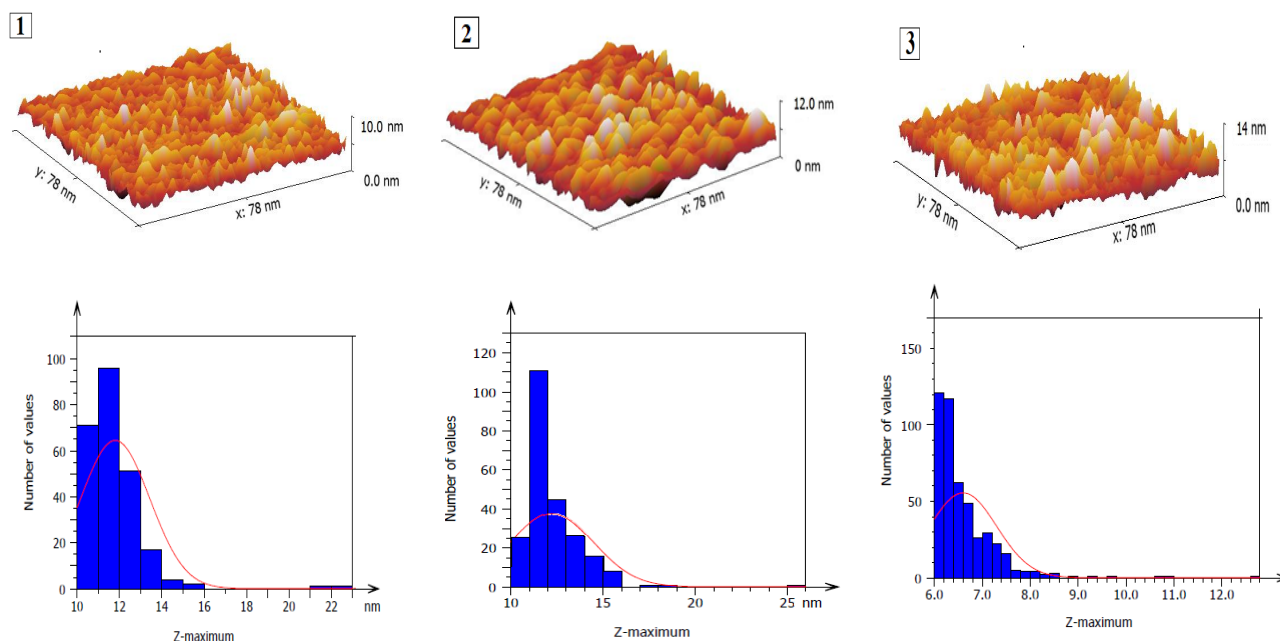 1
10.0 nm
0.0 nm
y: 78 nm
x: 78 nm
2
12.0 nm
0 nm
y: 78 nm
x: 78 nm
3
14 nm
0.0 nm
y: 78 nm
x: 78 nm
Number of values
100
80
60
40
20
0
10 12 14 16 20 22 nm
Z-maximum
Number of values
120
100
80
60
40
20
0
10 15 20 25 nm
Z-maximum
Number of values
150
100
50
0
6.0 7.0 8.0 9.0 10.0 11.0 12.0
Z-maximum